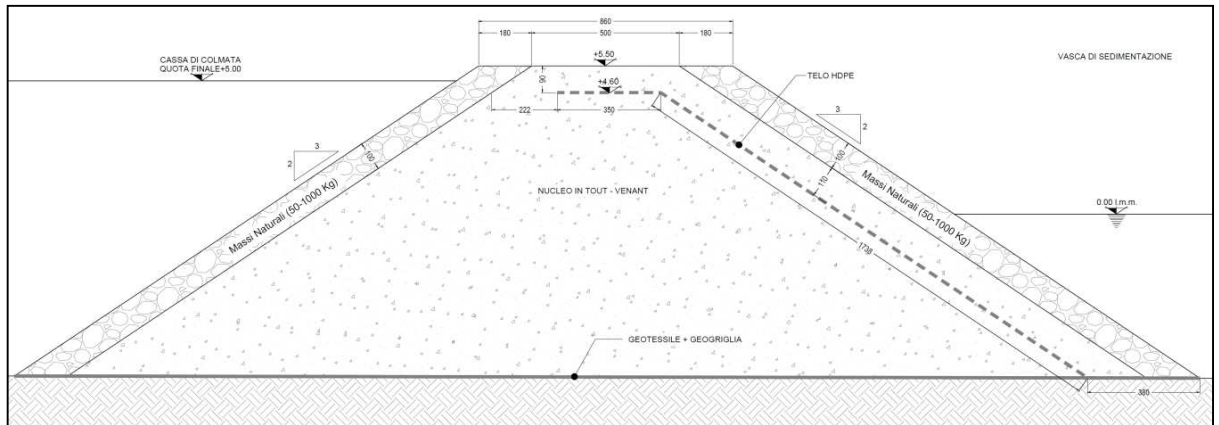 860
180
500
180
CASSA DI COLMATA
QUOTA FINALE+5.00
+5.50
VASCA DI SEDIMENTAZIONE
TELO HDPE
90
+4.60
222
350
3
2
3
2
100
100
110
NUCLEO IN TOUT - VENANT
Massi Naturali (50-1000 Kg)
Massi Naturali (50-1000 Kg)
0.00 l.m.m.
1738
GEOTESSILE + GEOGRIGLIA
380